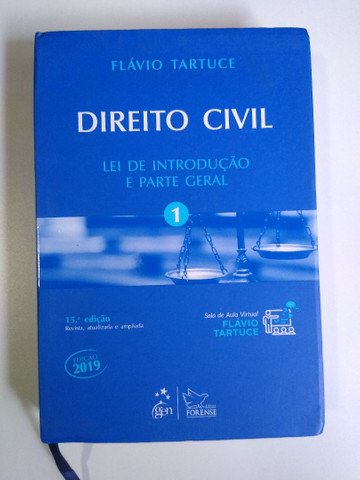 FLÁVIO TARTUCE
DIREITO CIVIL
LEI DE INTRODUÇÃO
E PARTE GERAL
1
15.ª edição
Revista, atualizada e ampliada
Sala de Aula Virtual
FLÁVIO
TARTUCE
EDIÇÃO
2019
gen
FORENSE